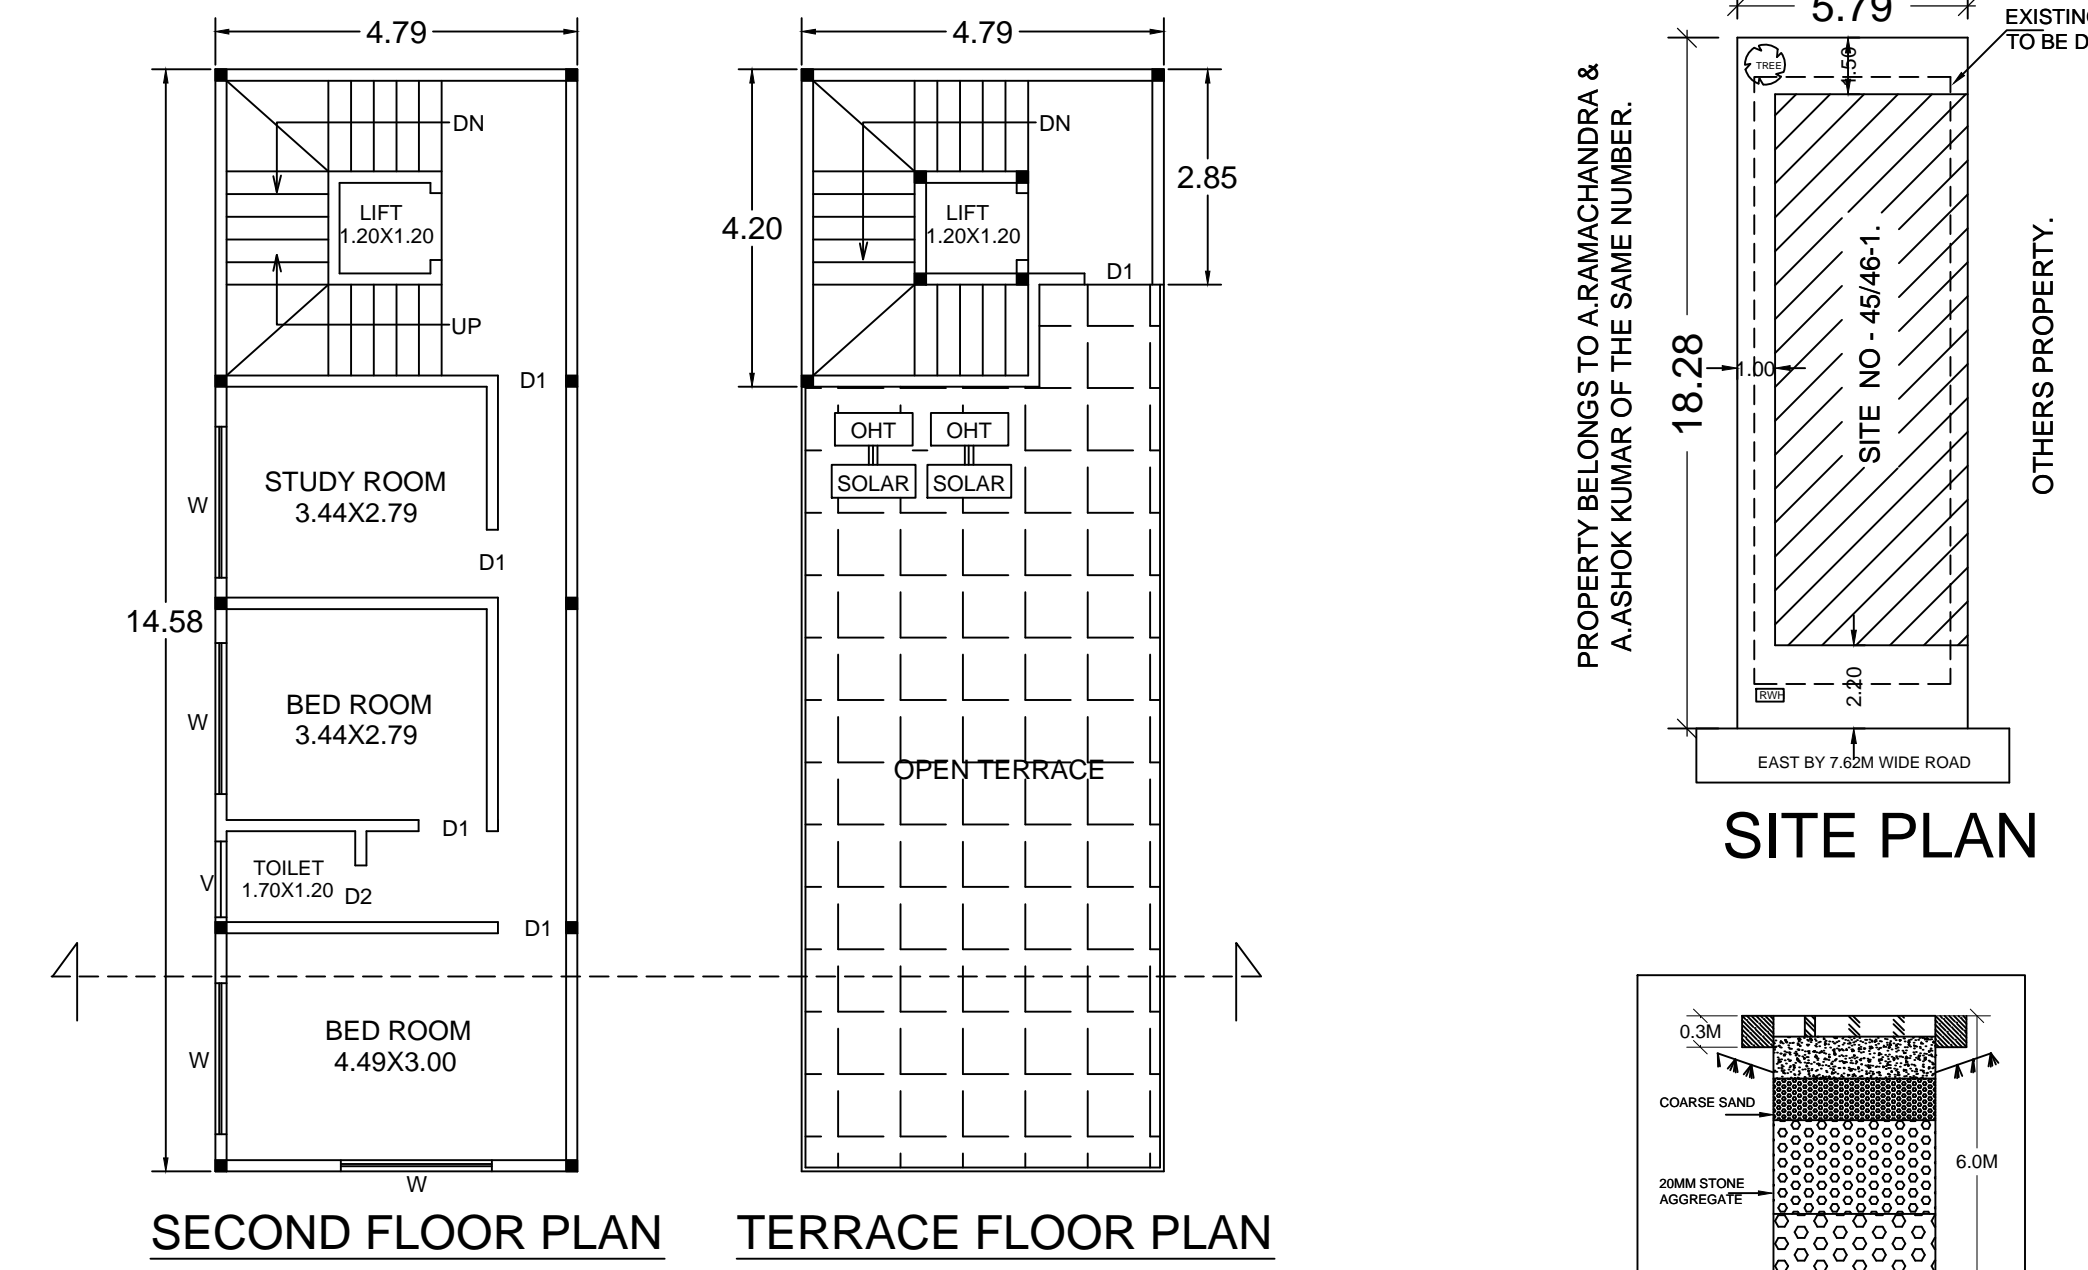 4.79
DN
LIFT
1.20X1.20
UP
D1
STUDY ROOM
3.44X2.79
W
D1
14.58
BED ROOM
3.44X2.79
W
D1
TOILET
1.70X1.20
V
D2
D1
BED ROOM
4.49X3.00
W
W
SECOND FLOOR PLAN
4.79
DN
2.85
4.20
LIFT
1.20X1.20
D1
OHT
OHT
SOLAR
SOLAR
OPEN TERRACE
TERRACE FLOOR PLAN
5.79
TREE
1.50
PROPERTY BELONGS TO A.RAMACHANDRA &
A.ASHOK KUMAR OF THE SAME NUMBER.
18.28
1.00
SITE NO - 45/46-1.
OTHERS PROPERTY.
RWH
2.20
EAST BY 7.62M WIDE ROAD
SITE PLAN
TO BE
0.3M
COARSE SAND
6.0M
20MM STONE
AGGREGATE